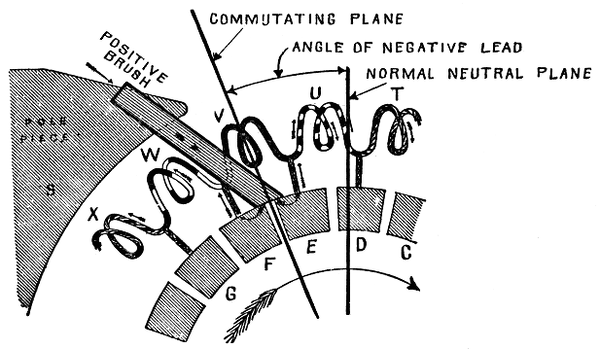 COMMUTATING PLANE
ANGLE OF NEGATIVE LEAD
NORMAL NEUTRAL PLANE
POSITIVE
BRUSH
POLE
PIECE
S
V
U
T
W
X
G
F
E
D
C